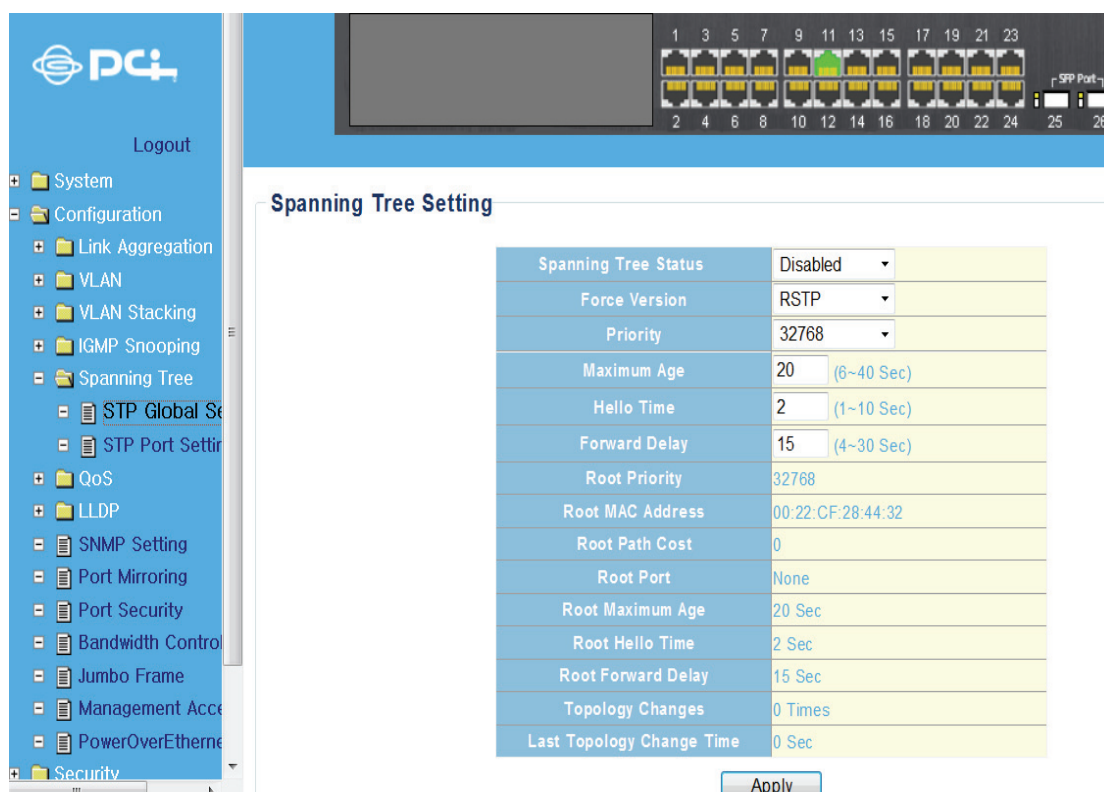 PCi
1 3 5 7 9 11 13 15 17 19 21 23
SFP Port
2 4 6 8 10 12 14 16 18 20 22 24 25 26
Logout
System
Configuration
Link Aggregation
VLAN
VLAN Stacking
IGMP Snooping
Spanning Tree
STP Global Se
STP Port Settin
QoS
LLDP
SNMP Setting
Port Mirroring
Port Security
Bandwidth Control
Jumbo Frame
Management Acce
PowerOverEtherne
Security
Spanning Tree Setting
Spanning Tree Status Disabled
Force Version RSTP
Priority 32768
Maximum Age 20 (6~40 Sec)
Hello Time 2 (1~10 Sec)
Forward Delay 15 (4~30 Sec)
Root Priority 32768
Root MAC Address 00:22:CF:28:44:32
Root Path Cost 0
Root Port None
Root Maximum Age 20 Sec
Root Hello Time 2 Sec
Root Forward Delay 15 Sec
Topology Changes 0 Times
Last Topology Change Time 0 Sec
Apply